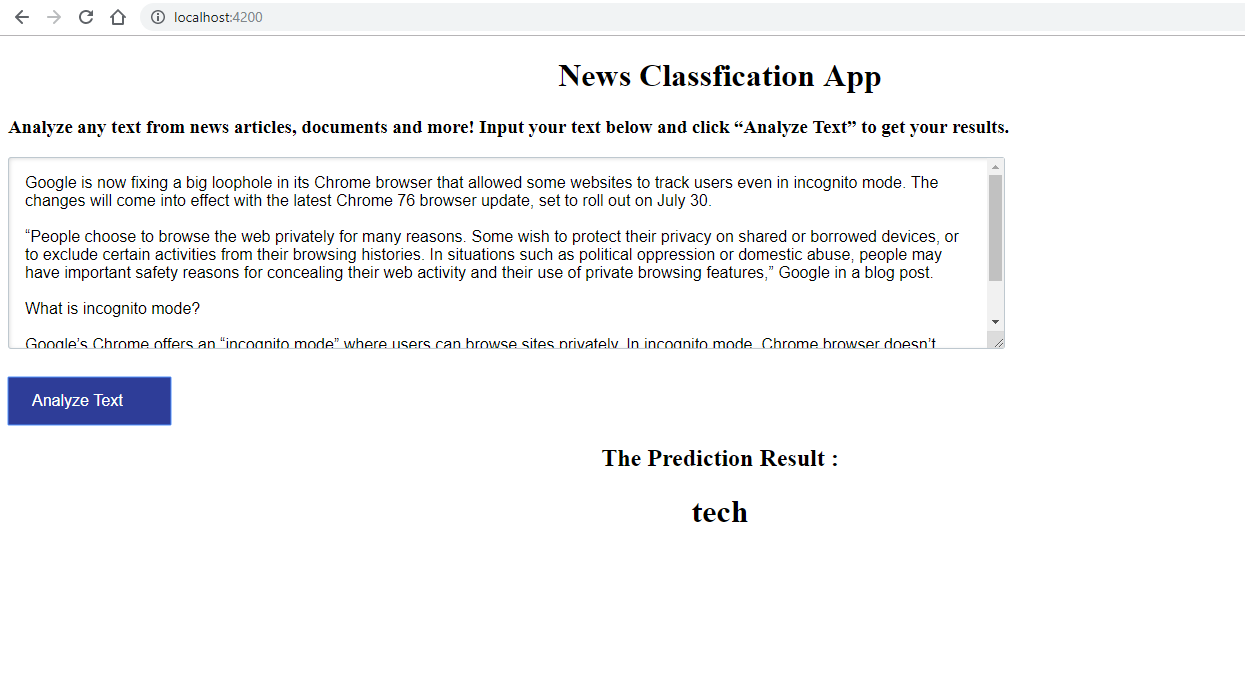 localhost:4200
News Classfication App
Analyze any text from news articles, documents and more! Input your text below and click “Analyze Text” to get your results.
Google is now fixing a big loophole in its Chrome browser that allowed some websites to track users even in incognito mode. The
changes will come into effect with the latest Chrome 76 browser update, set to roll out on July 30.
“People choose to browse the web privately for many reasons. Some wish to protect their privacy on shared or borrowed devices, or
to exclude certain activities from their browsing histories. In situations such as political oppression or domestic abuse, people may
have important safety reasons for concealing their web activity and their use of private browsing features,” Google in a blog post.
What is incognito mode?
Google’s Chrome offers an “incognito mode” where users can browse sites privately. In incognito mode, Chrome browser doesn’t
Analyze Text
The Prediction Result :
tech